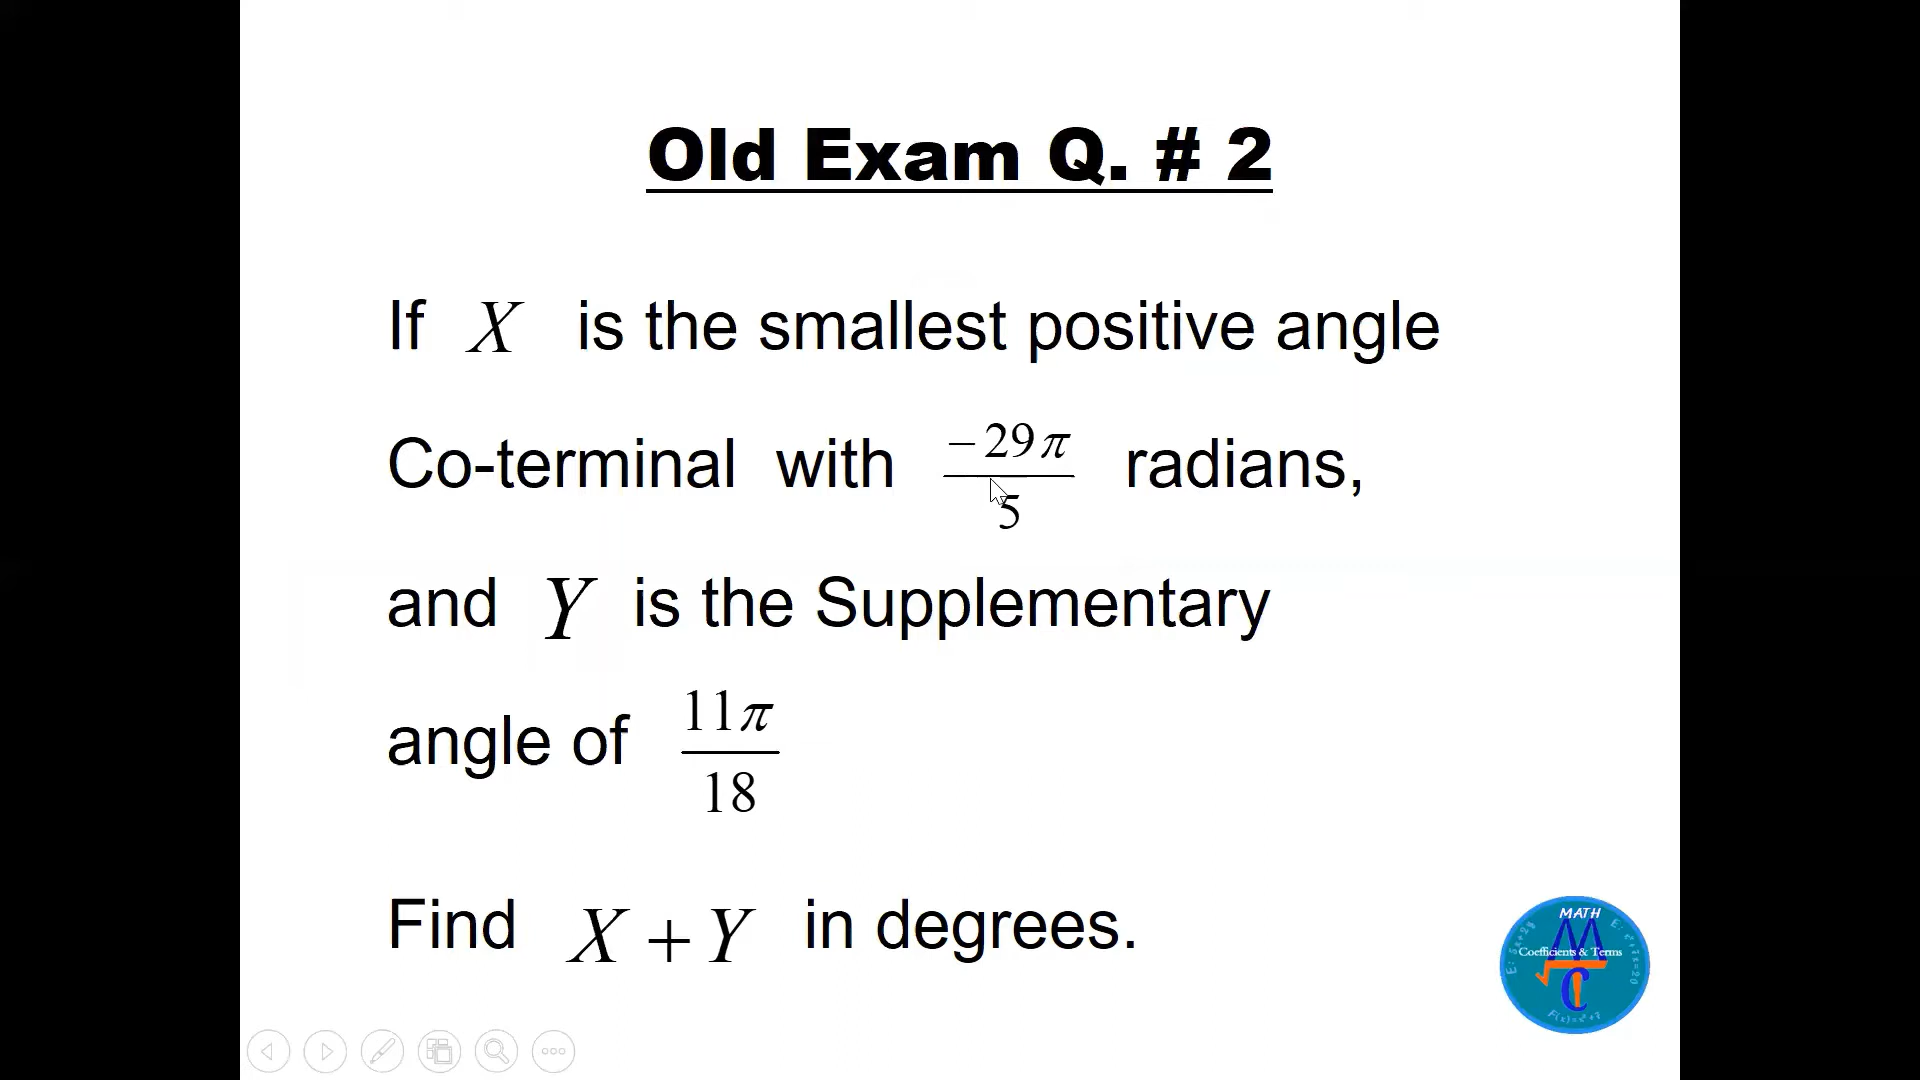 Old Exam Q. # 2
If X is the smallest positive angle
Co-terminal with −29π/5 radians,
and Y is the Supplementary
angle of 11π/18
Find X + Y in degrees.
MATH
Coefficients & Terms